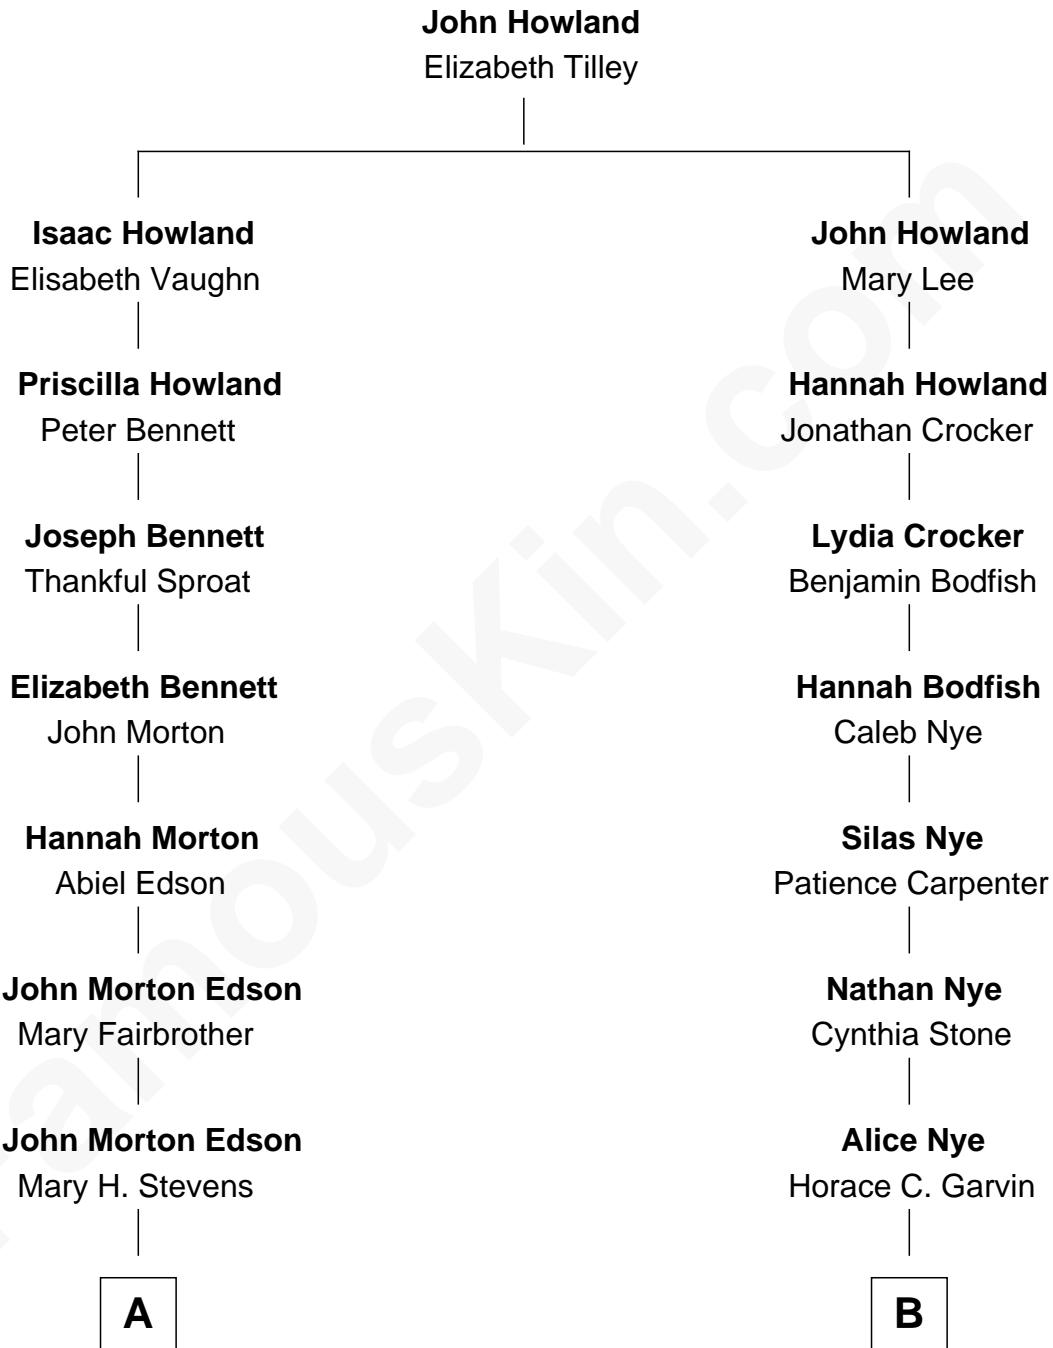 John Howland
Elizabeth Tilley
Isaac Howland
Elisabeth Vaughn
John Howland
Mary Lee
Priscilla Howland
Peter Bennett
Hannah Howland
Jonathan Crocker
Joseph Bennett
Thankful Sproat
Lydia Crocker
Benjamin Bodfish
Elizabeth Bennett
John Morton
Hannah Bodfish
Caleb Nye
Hannah Morton
Abiel Edson
Silas Nye
Patience Carpenter
John Morton Edson
Mary Fairbrother
Nathan Nye
Cynthia Stone
John Morton Edson
Mary H. Stevens
Alice Nye
Horace C. Garvin
A
B
FamousKin.com